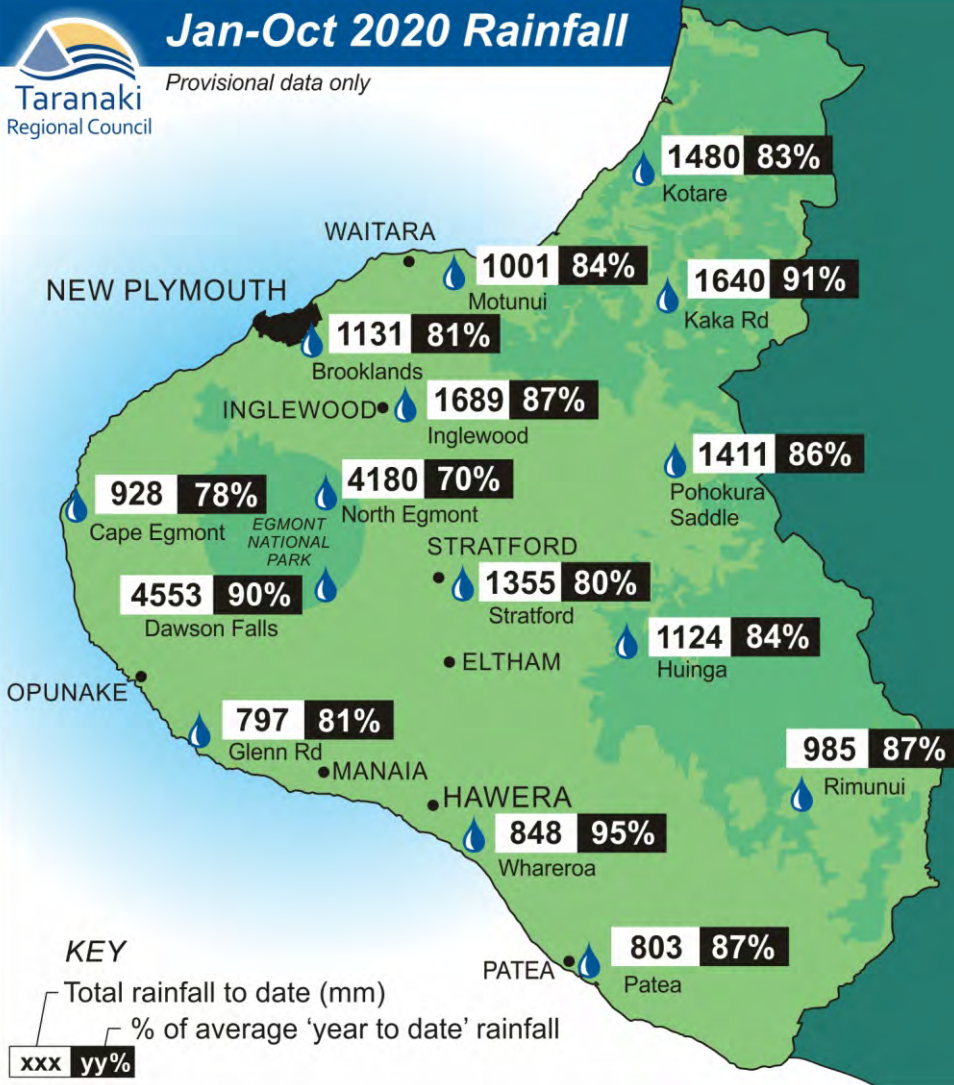 Jan-Oct 2020 Rainfall
Provisional data only
Taranaki
Regional Council
1480 83%
Kotare
WAITARA
1001 84%
Motunui
1640 91%
Kaka Rd
NEW PLYMOUTH
1131 81%
Brooklands
INGLEWOOD
1689 87%
Inglewood
1411 86%
Pohokura
Saddle
928 78%
Cape Egmont
4180 70%
North Egmont
EGMONT
NATIONAL
PARK
STRATFORD
1355 80%
Stratford
4553 90%
Dawson Falls
1124 84%
Huinga
ELTHAM
OPUNAKE
797 81%
Glenn Rd
985 87%
Rimunui
MANAIA
HAWERA
848 95%
Whareroa
803 87%
PATEA
Patea
KEY
Total rainfall to date (mm)
% of average ‘year to date’ rainfall
xxx yy%